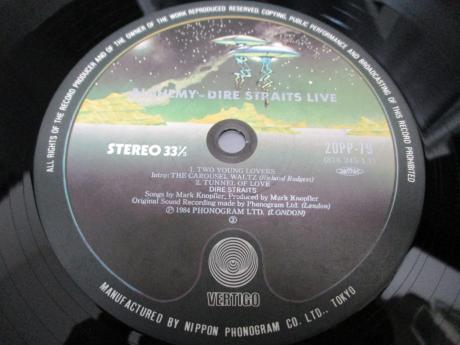 ALL RIGHTS OF THE RECORD PRODUCER AND OF THE OWNER OF THE WORK REPRODUCED RESERVED. COPYING, PUBLIC PERFORMANCE AND BROADCASTING OF THIS RECORD PROHIBITED
ALCHEMY~DIRE STRAITS LIVE
STEREO 33⅓
20PP-79
1. TWO YOUNG LOVERS
Intro: THE CAROUSEL WALTZ (Richard Rodgers)
2. TUNNEL OF LOVE
DIRE STRAITS
Songs by Mark Knopfler, Produced by Mark Knopfler
Original Sound Recording made by Phonogram Ltd. (London)
Ⓟ 1984 PHONOGRAM LTD. (LONDON)
VERTIGO
MANUFACTURED BY NIPPON PHONOGRAM CO. LTD., TOKYO